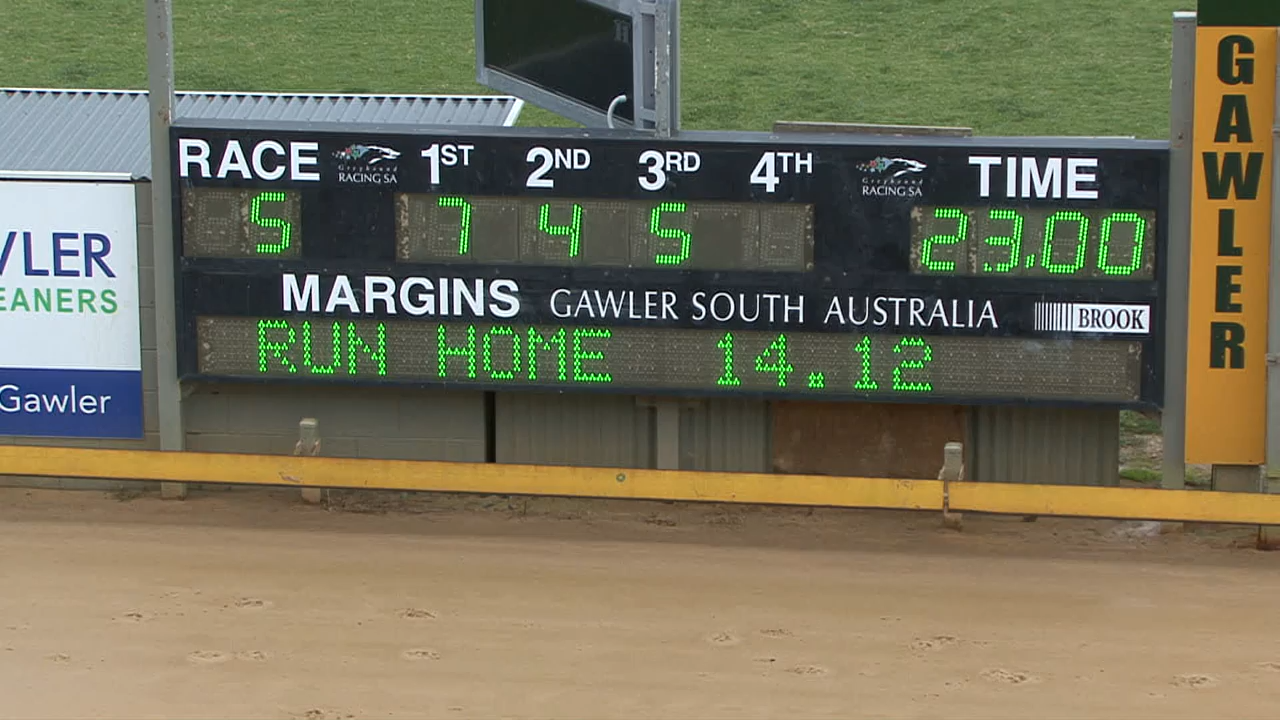 RACE Greyhound RACING SA 1ST 2ND 3RD 4TH Greyhound RACING SA TIME
5 7 4 5 23.00
MARGINS GAWLER SOUTH AUSTRALIA BROOK
RUN HOME 14.12
VLER
EANERS
Gawler
GAWLER